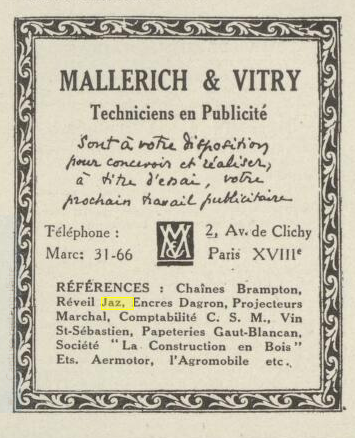 MALLERICH & VITRY
Techniciens en Publicité
sont à votre disposition
pour concevoir et réaliser,
à titre d'essai, votre
prochain travail publicitaire
Téléphone :
Marc: 31-66
MV
2, Av. de Clichy
Paris XVIIIe
RÉFÉRENCES : Chaînes Brampton,
Réveil Jaz, Encres Dagron, Projecteurs
Marchal, Comptabilité C. S. M., Vin
St-Sébastien, Papeteries Gaut-Blancan,
Société "La Construction en Bois"
Ets. Aermotor, l'Agromobile etc.